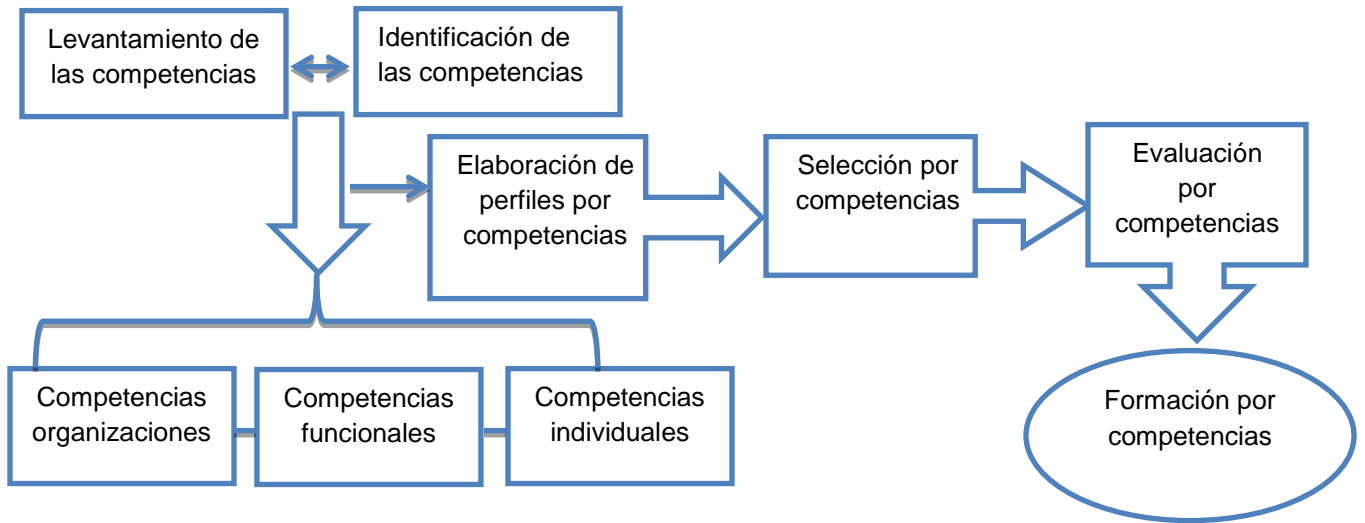 Levantamiento de
las competencias
Identificación de
las competencias
Elaboración de
perfiles por
competencias
Selección por
competencias
Evaluación
por
competencias
Competencias
organizaciones
Competencias
funcionales
Competencias
individuales
Formación por
competencias